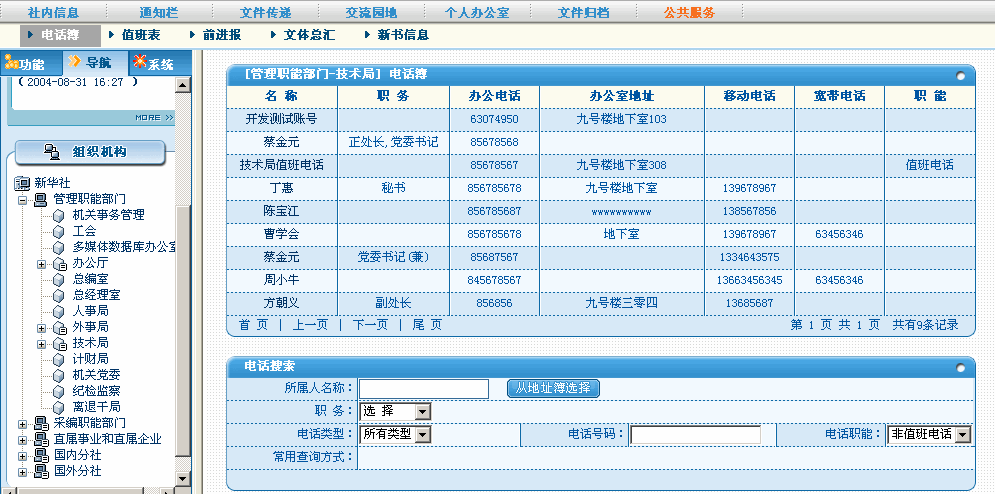 社内信息 通知栏 文件传递 交流园地 个人办公室 文件归档 公共服务
电话簿 值班表 前进报 文体总汇 新书信息
功能 导航 系统
(2004-08-31 16:27 )
MORE >>
组织机构
新华社
管理职能部门
机关事务管理
工会
多媒体数据库办公室
办公厅
总编室
总经理室
人事局
外事局
技术局
计财局
机关党委
纪检监察
离退干局
采编职能部门
直属事业和直属企业
国内分社
国外分社
[管理职能部门-技术局] 电话簿
名 称 职 务 办公电话 办公室地址 移动电话 宽带电话 职 能
开发测试账号 63074950 九号楼地下室103
蔡金元 正处长,党委书记 85678568
技术局值班电话 85678567 九号楼地下室308 值班电话
丁惠 秘书 856785678 九号楼地下室 139678967
陈宝江 856785687 wwwwwwwwww 138567856
曹学会 856785678 地下室 139678967 63456346
蔡金元 党委书记(兼) 85687567 1334643575
周小牛 845678567 13663456345 63456346
方朝义 副处长 856856 九号楼三零四 13685687
首 页 | 上一页 | 下一页 | 尾 页 第 1 页 共 1 页 共有9条记录
电话搜索
所属人名称: 从地址簿选择
职 务: 选 择
电话类型: 所有类型 电话号码: 电话职能: 非值班电话
常用查询方式: